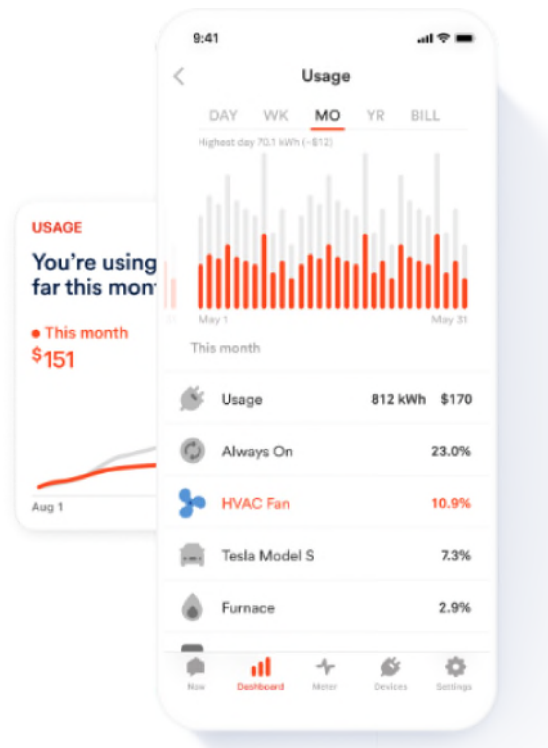 9:41
Usage
DAY WK MO YR BILL
Highest day 70.1 kWh (~$12)
May 1 May 31
This month
Usage 812 kWh $170
Always On 23.0%
HVAC Fan 10.9%
Tesla Model S 7.3%
Furnace 2.9%
Now Dashboard Meter Devices Settings
USAGE
You're using
far this mon
This month
$151
Aug 1